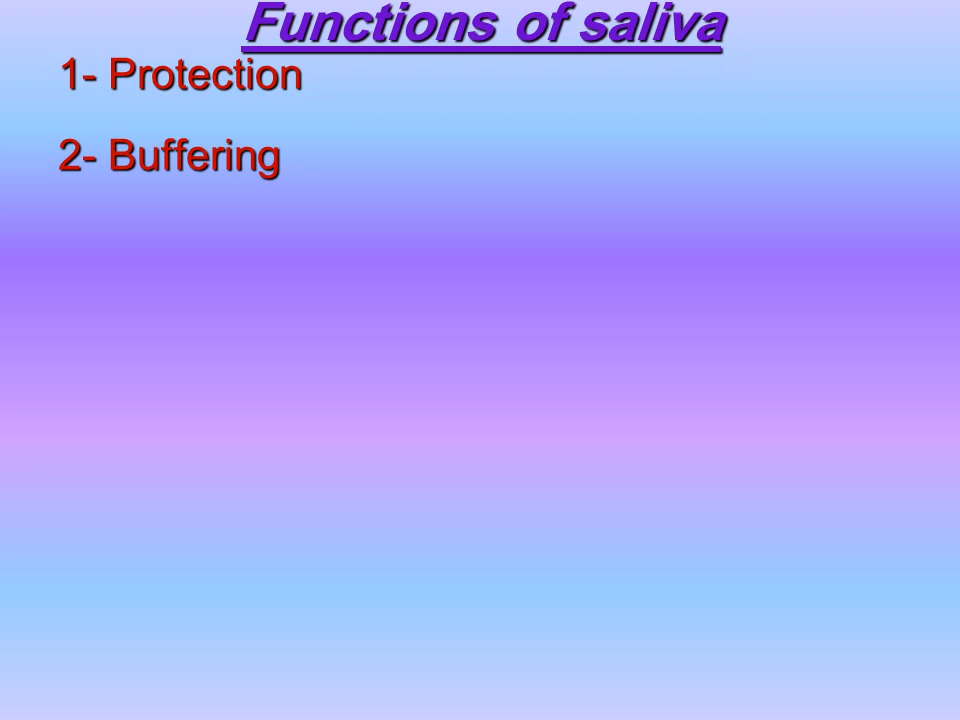 Functions of saliva
1- Protection
2- Buffering